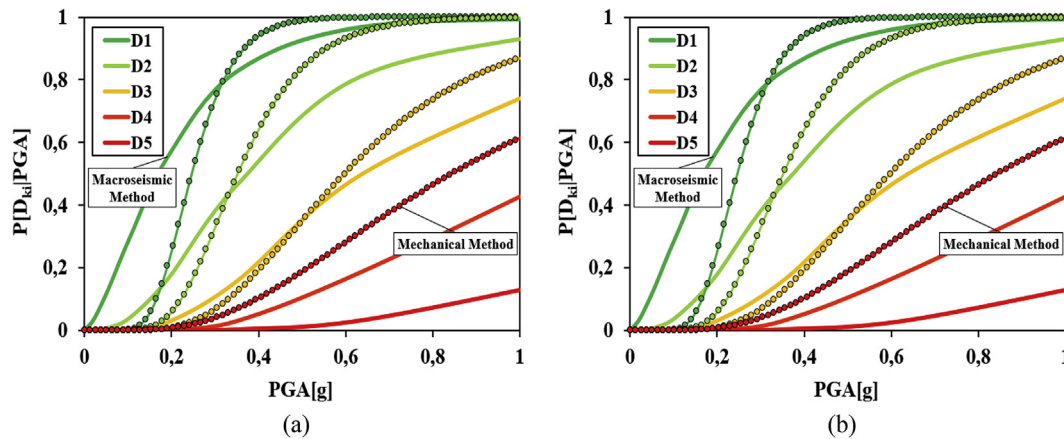 1
0,8
0,6
0,4
0,2
0
P[Dki|PGA]
D1
D2
D3
D4
D5
Macroseismic
Method
Mechanical Method
0 0,2 0,4 0,6 0,8 1
PGA[g]
(a)
1
0,8
0,6
0,4
0,2
0
P[Dki|PGA]
D1
D2
D3
D4
D5
Macroseismic
Method
Mechanical Method
0 0,2 0,4 0,6 0,8 1
PGA[g]
(b)